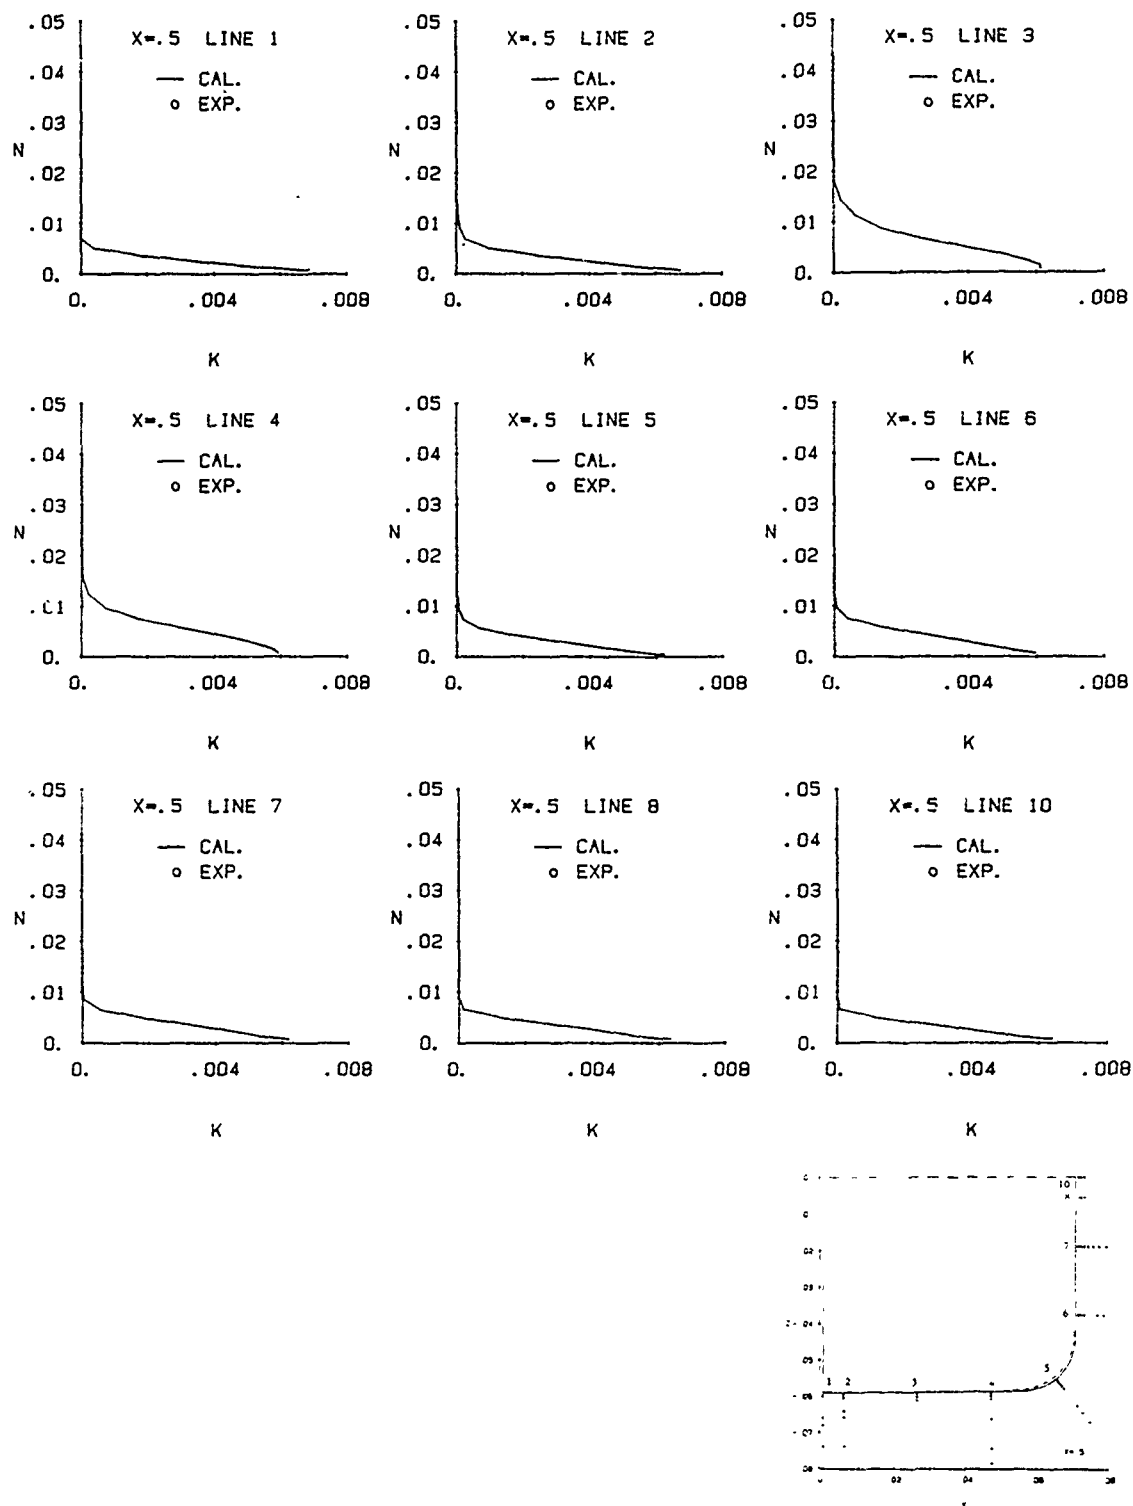 X=.5 LINE 1
— CAL.
o EXP.
.05
.04
.03
N
.02
.01
0.
0. .004 .008
K
X=.5 LINE 2
— CAL.
o EXP.
.05
.04
.03
N
.02
.01
0.
0. .004 .008
K
X=.5 LINE 3
— CAL.
o EXP.
.05
.04
.03
N
.02
.01
0.
0. .004 .008
K
X=.5 LINE 4
— CAL.
o EXP.
.05
.04
.03
N
.02
.01
0.
0. .004 .008
K
X=.5 LINE 5
— CAL.
o EXP.
.05
.04
.03
N
.02
.01
0.
0. .004 .008
K
X=.5 LINE 6
— CAL.
o EXP.
.05
.04
.03
N
.02
.01
0.
0. .004 .008
K
X=.5 LINE 7
— CAL.
o EXP.
.05
.04
.03
N
.02
.01
0.
0. .004 .008
K
X=.5 LINE 8
— CAL.
o EXP.
.05
.04
.03
N
.02
.01
0.
0. .004 .008
K
X=.5 LINE 10
— CAL.
o EXP.
.05
.04
.03
N
.02
.01
0.
0. .004 .008
K
10
7
6
5
1 2 3 4